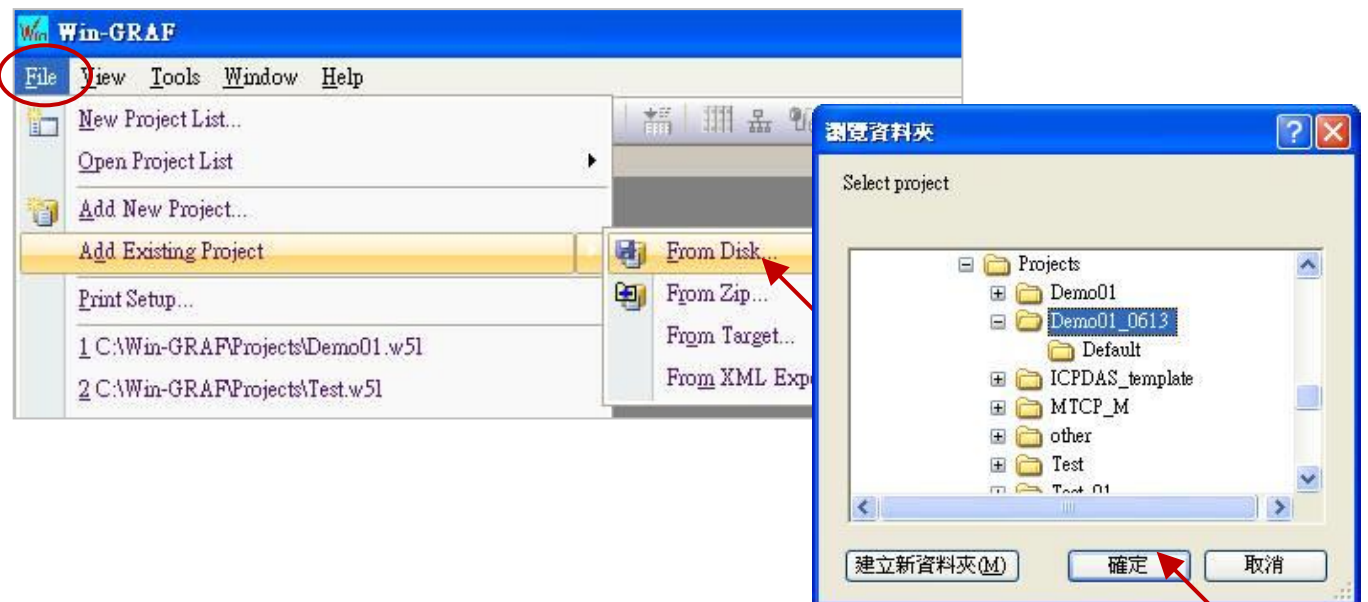 Win-GRAF
File View Tools Window Help
New Project List...
Open Project List
Add New Project...
Add Existing Project
Print Setup...
1 C:\Win-GRAF\Projects\Demo01.w5l
2 C:\Win-GRAF\Projects\Test.w5l
From Disk...
From Zip...
From Target...
From XML
瀏覽資料夾
Select project
Projects
Demo01
Demo01_0613
Default
ICPDAS_template
MTCP_M
other
Test
Test_01
建立新資料夾(M) 確定 取消